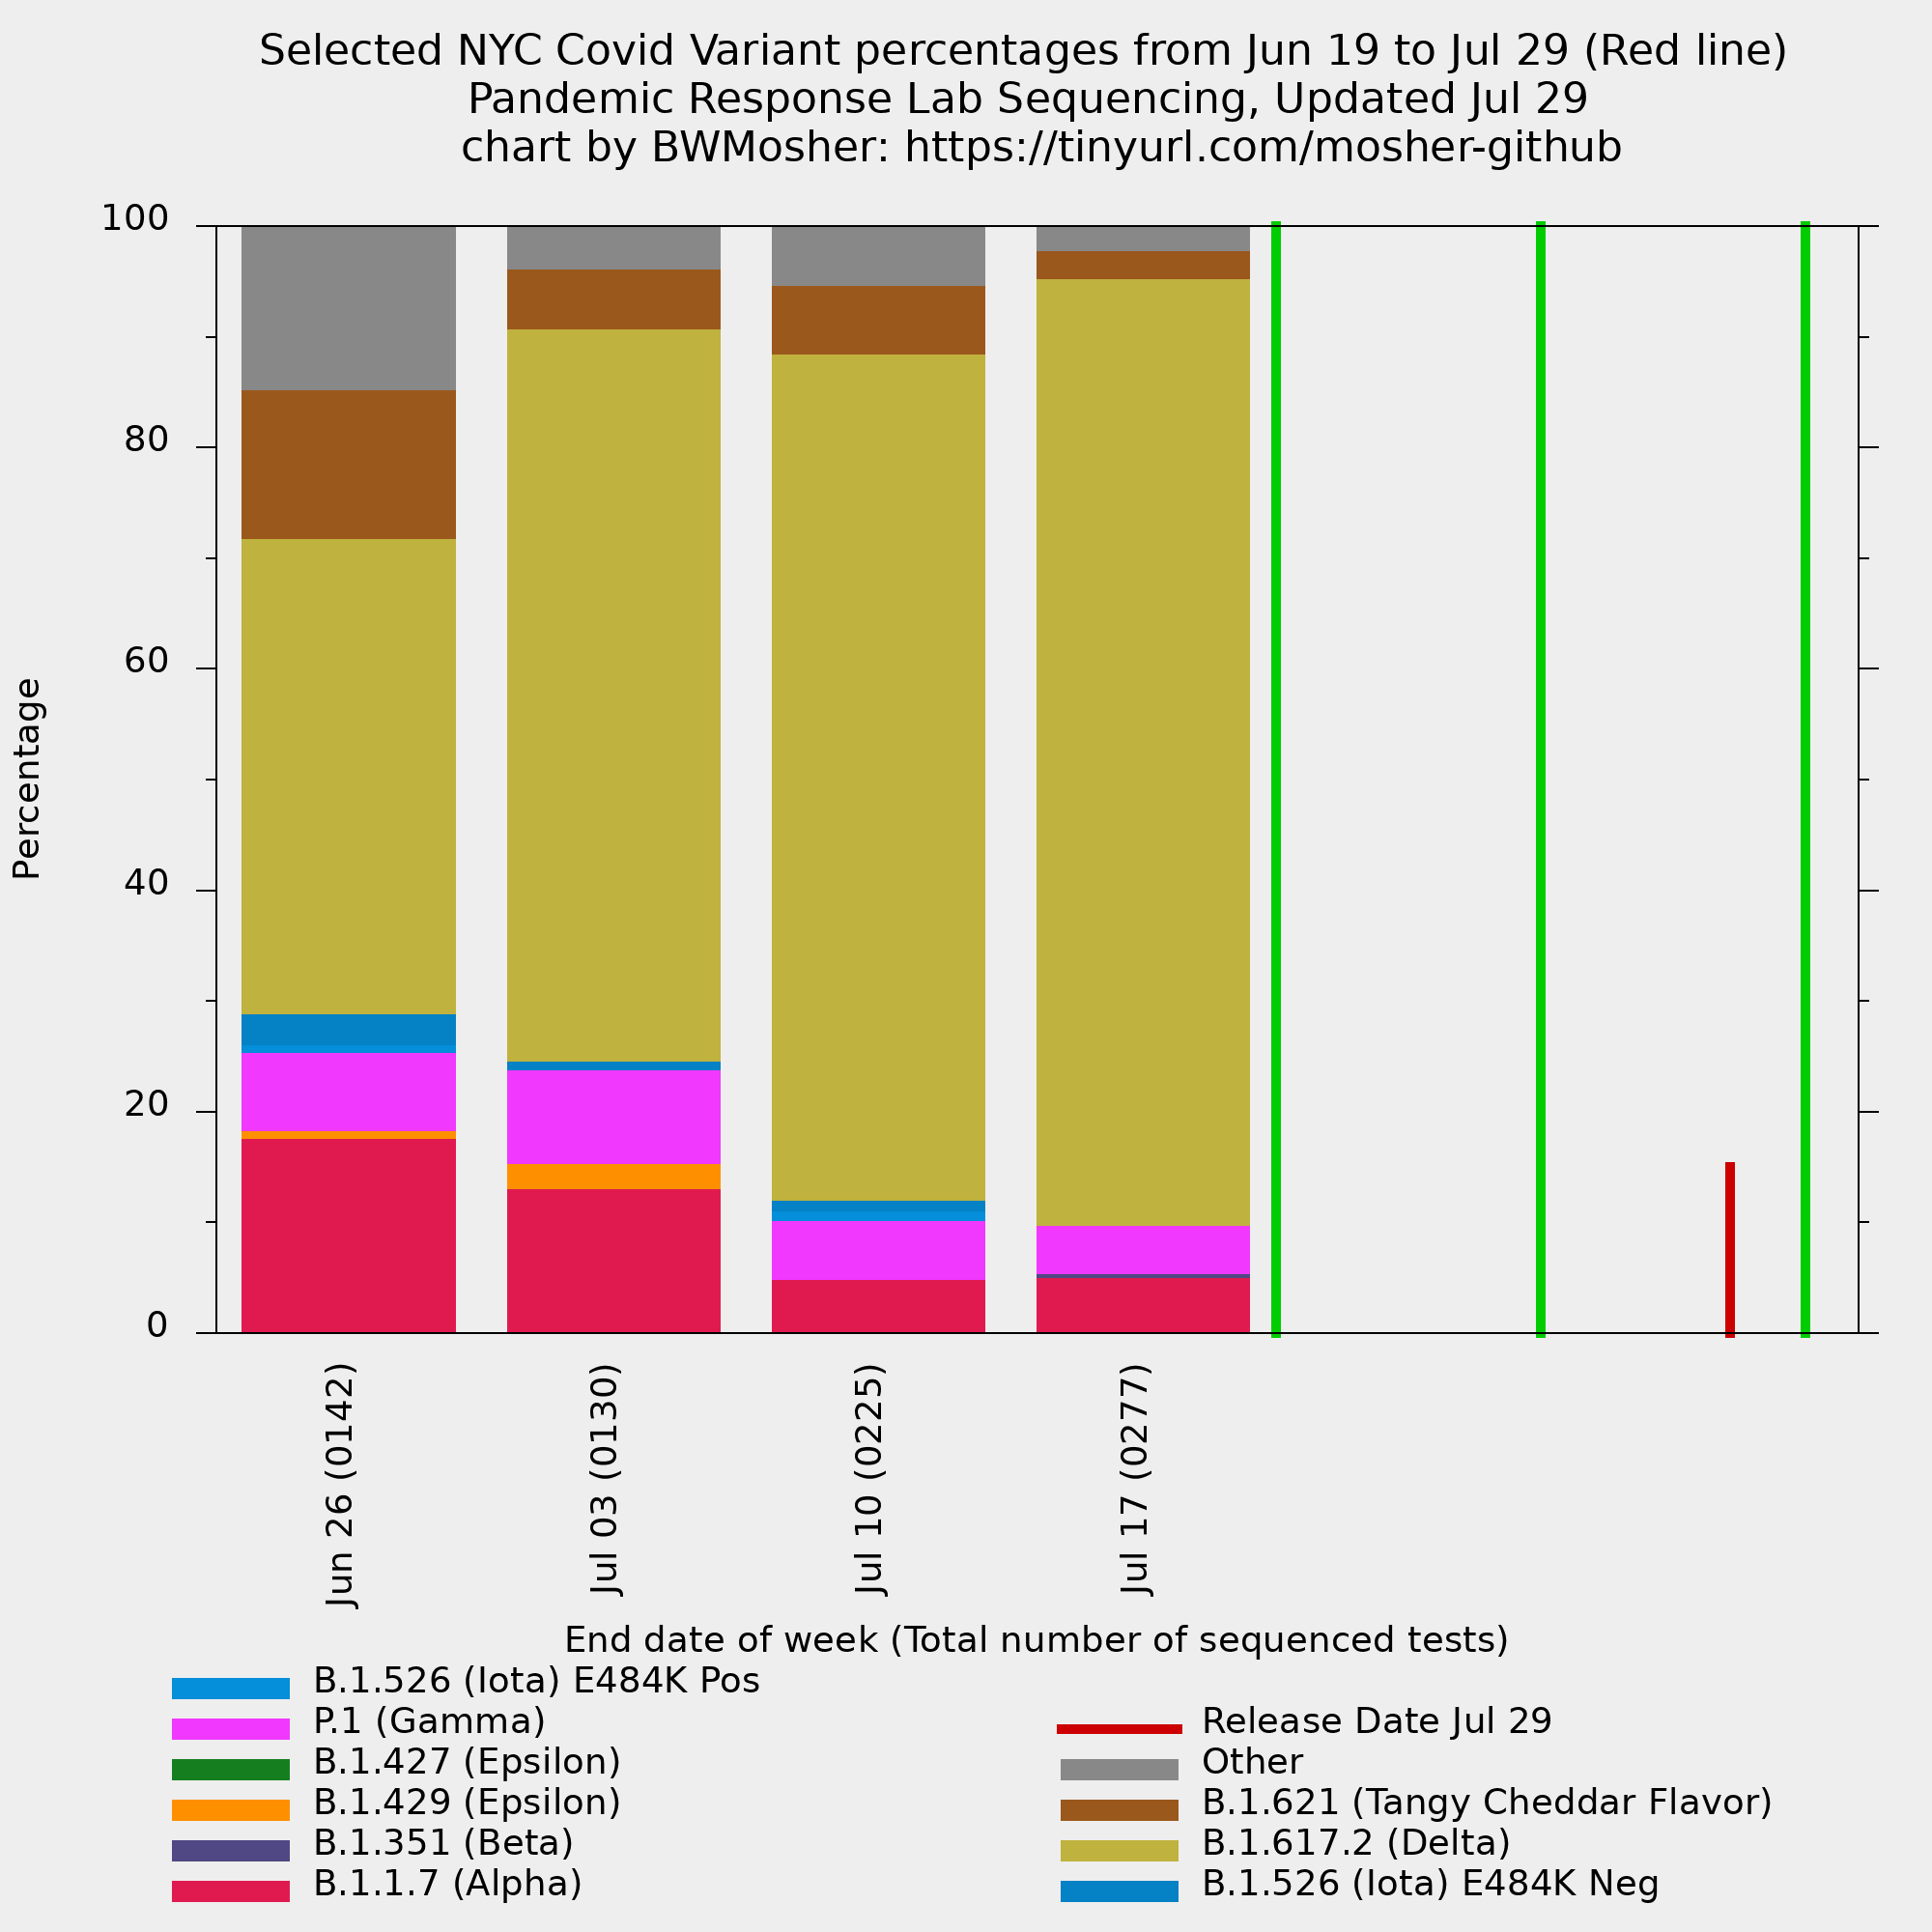 Selected NYC Covid Variant percentages from Jun 19 to Jul 29 (Red line)
Pandemic Response Lab Sequencing, Updated Jul 29
chart by BWMosher: https://tinyurl.com/mosher-github
100
80
60
40
20
0
Percentage
Jun 26 (0142)
Jul 03 (0130)
Jul 10 (0225)
Jul 17 (0277)
End date of week (Total number of sequenced tests)
B.1.526 (Iota) E484K Pos
P.1 (Gamma)
B.1.427 (Epsilon)
B.1.429 (Epsilon)
B.1.351 (Beta)
B.1.1.7 (Alpha)
Release Date Jul 29
Other
B.1.621 (Tangy Cheddar Flavor)
B.1.617.2 (Delta)
B.1.526 (Iota) E484K Neg